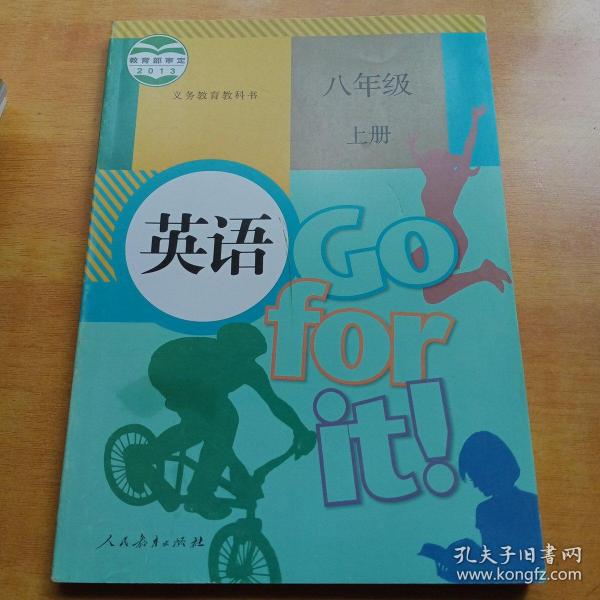 教育部审定
2013
义务教育教科书
八年级
上册
英语
Go
for
it!
人民教育出版社
孔夫子旧书网
www.kongfz.com